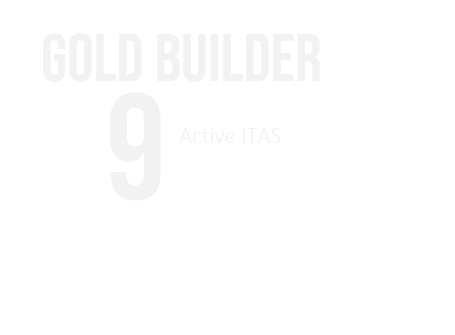 GOLD BUILDER
9 Active ITAS